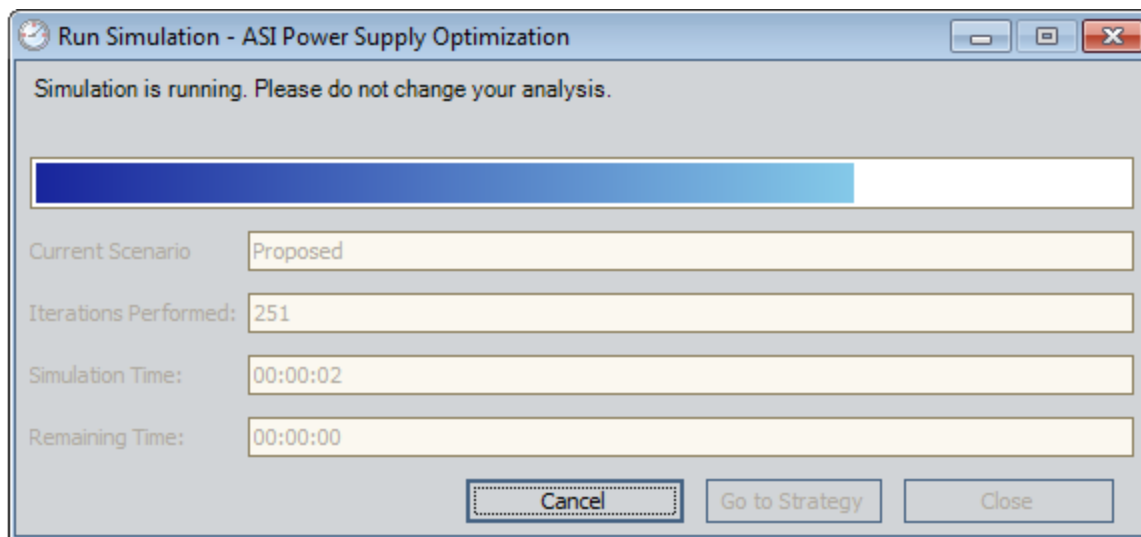 Run Simulation - ASI Power Supply Optimization
Simulation is running. Please do not change your analysis.
Current Scenario Proposed
Iterations Performed: 251
Simulation Time: 00:00:02
Remaining Time: 00:00:00
Cancel Go to Strategy Close